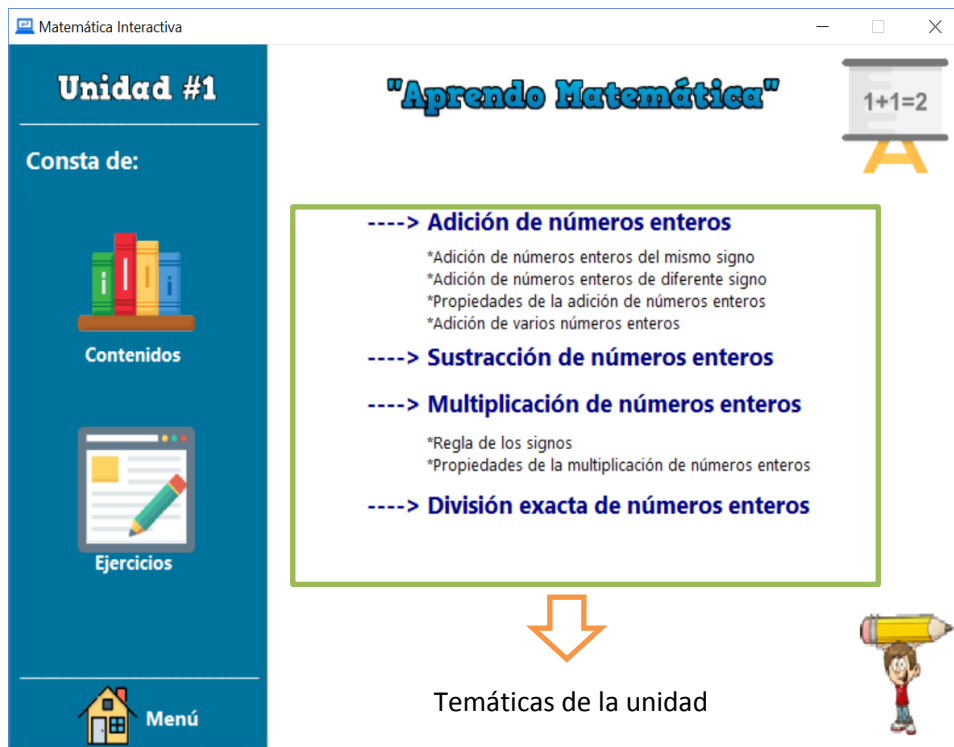 Matemática Interactiva
Unidad #1
Consta de:
Contenidos
Ejercicios
Menú
"Aprendo Matemática"
1+1=2
----> Adición de números enteros
*Adición de números enteros del mismo signo
*Adición de números enteros de diferente signo
*Propiedades de la adición de números enteros
*Adición de varios números enteros
----> Sustracción de números enteros
----> Multiplicación de números enteros
*Regla de los signos
*Propiedades de la multiplicación de números enteros
----> División exacta de números enteros
Temáticas de la unidad